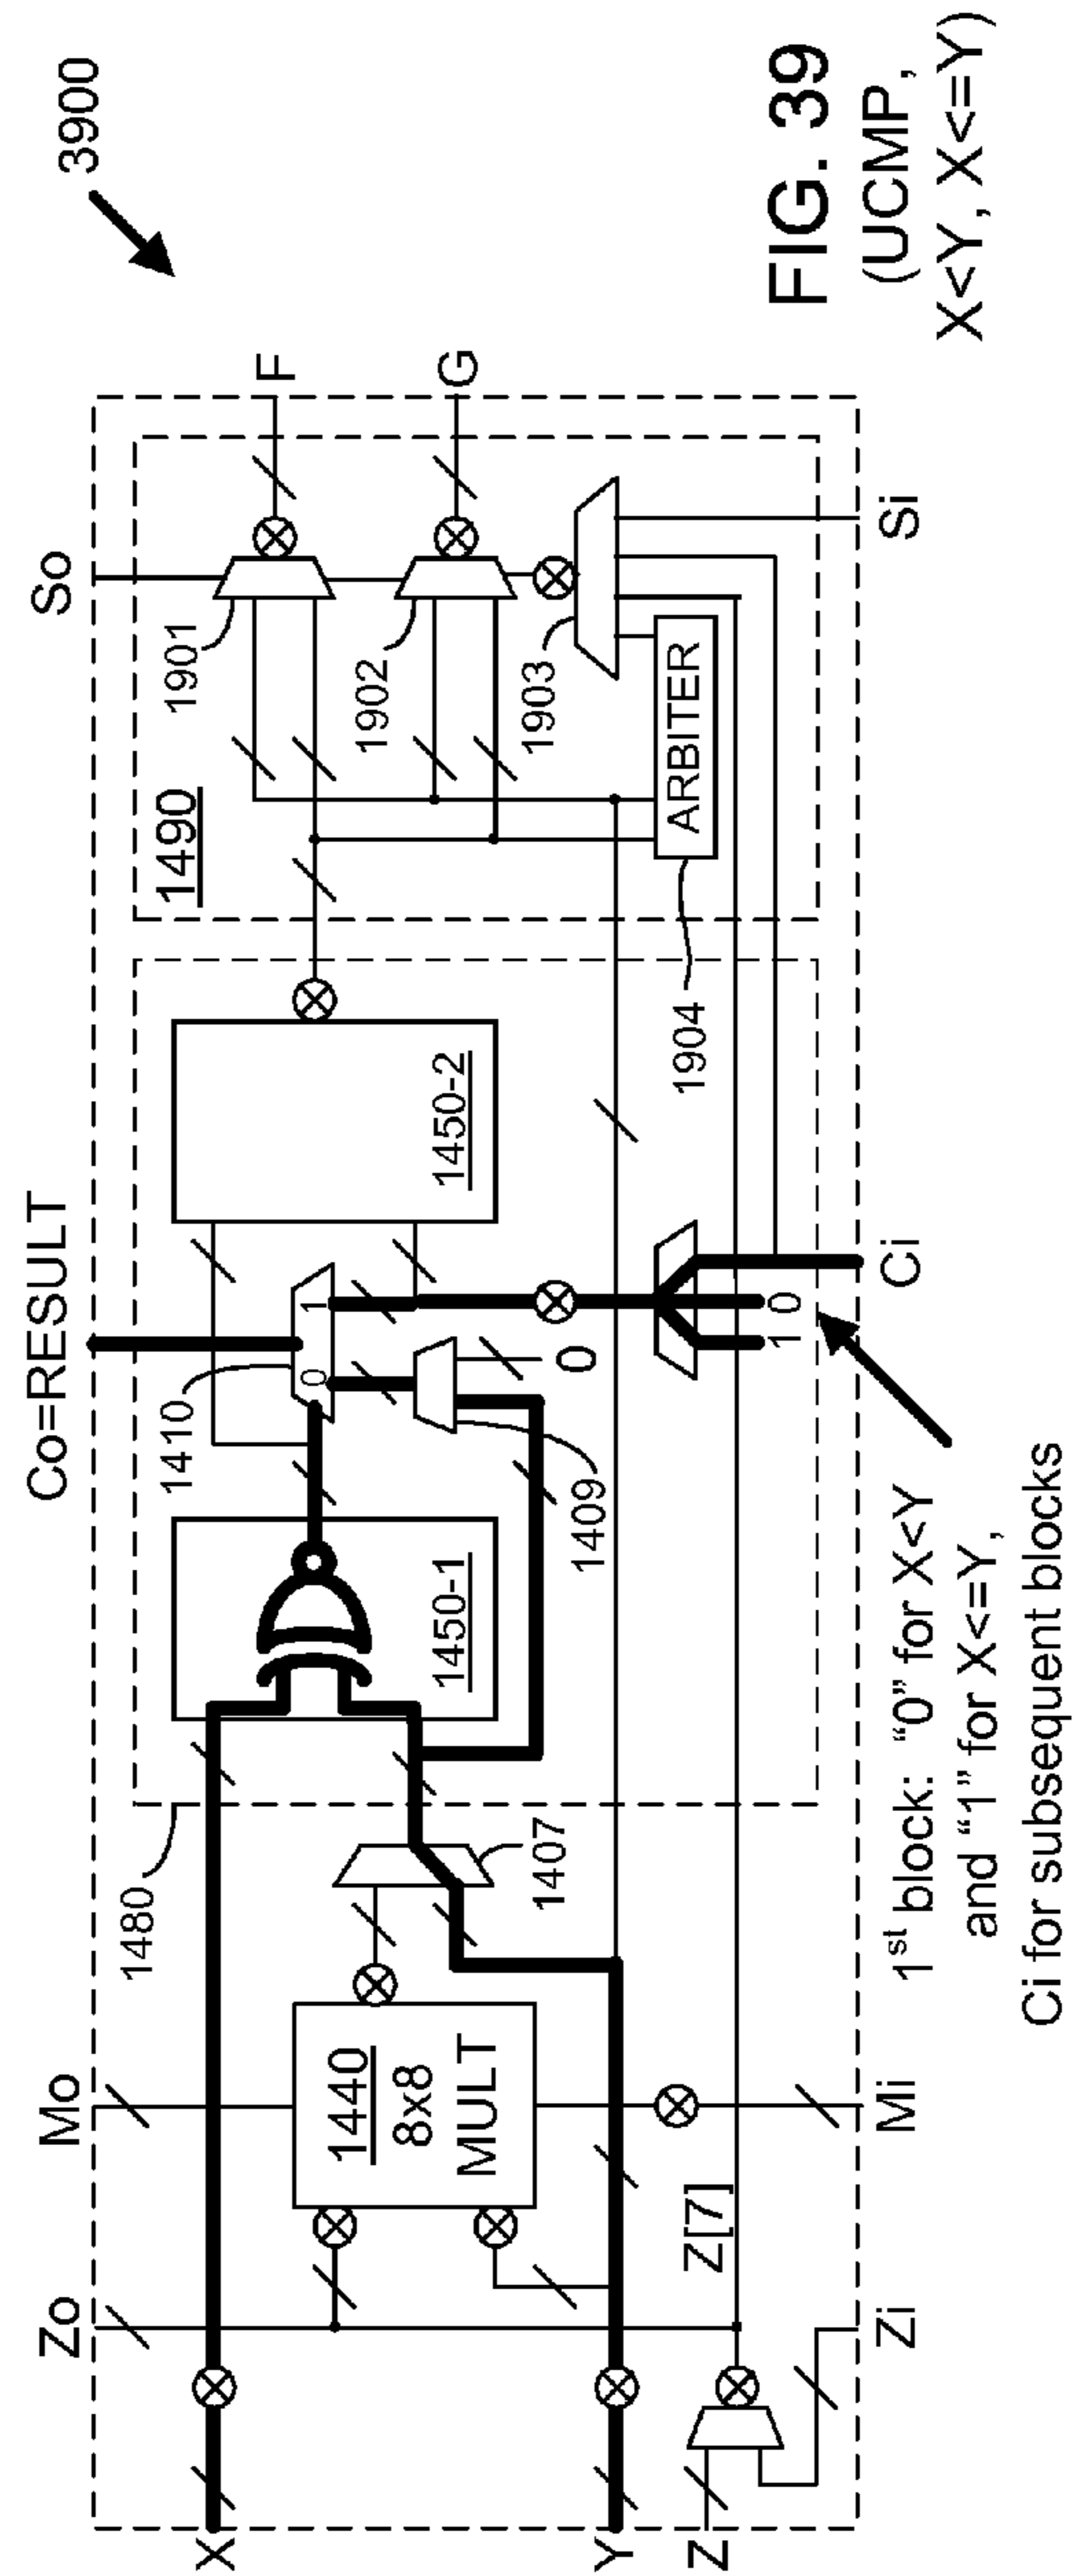 3900
Co=RESULT
So
Mo
Zo
1480
1410
1490
1901
1902
1903
F
G
X
Y
Z
1440
8x8
MULT
1407
1450-1
0
1
1409
0
1450-2
ARBITER
1904
Z[7]
1 0
Zi
Mi
Ci
Si
1st block: "0" for X<Y
and "1" for X<=Y,
Ci for subsequent blocks
FIG. 39
(UCMP,
X<Y, X<=Y)